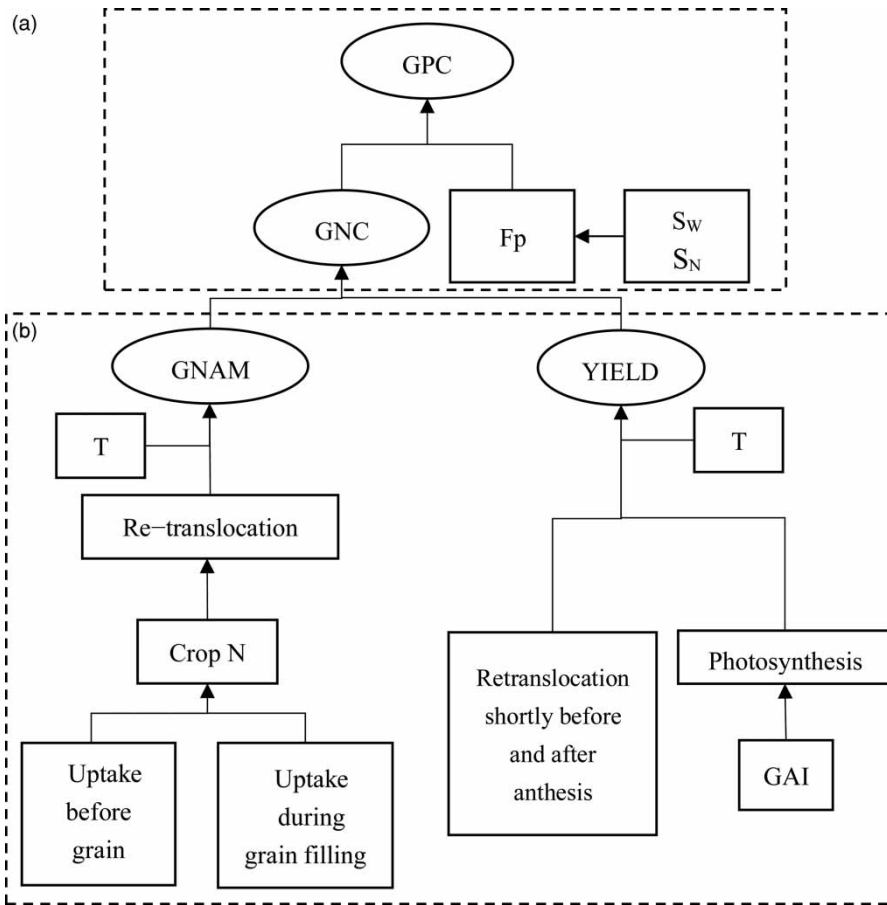 (a)
GPC
GNC
Fp
SW
SN
(b)
GNAM
YIELD
T
T
Re−translocation
Crop N
Photosynthesis
Retranslocation
shortly before
and after
anthesis
Uptake
before
grain
Uptake
during
grain filling
GAI